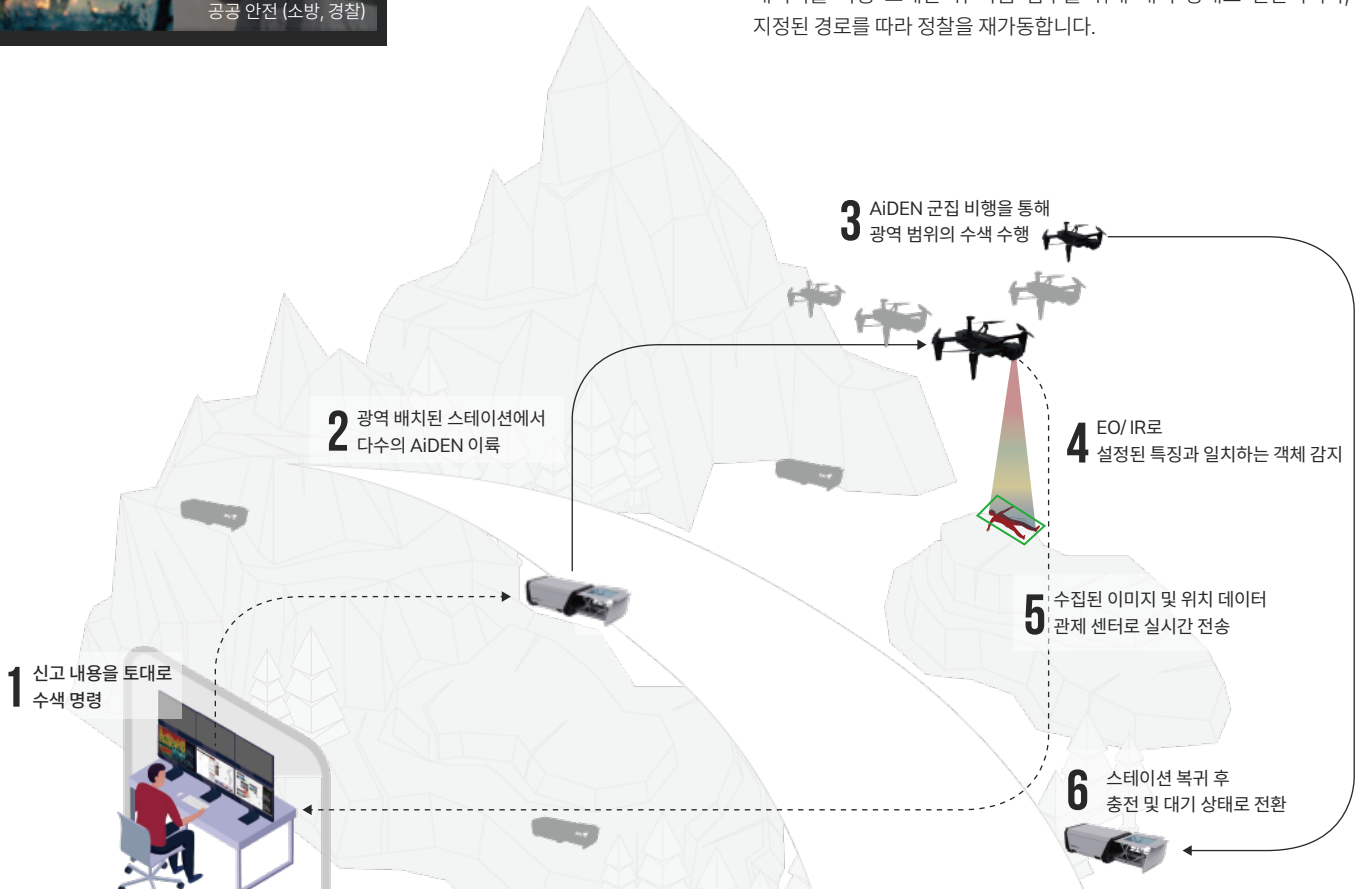 공공 안전 (소방, 경찰)
지정된 경로를 따라 정찰을 재가동합니다.
3 AiDEN 군집 비행을 통해
광역 범위의 수색 수행
2 광역 배치된 스테이션에서
다수의 AiDEN 이륙
4 EO/ IR로
설정된 특징과 일치하는 객체 감지
5 수집된 이미지 및 위치 데이터
관제 센터로 실시간 전송
1 신고 내용을 토대로
수색 명령
6 스테이션 복귀 후
충전 및 대기 상태로 전환